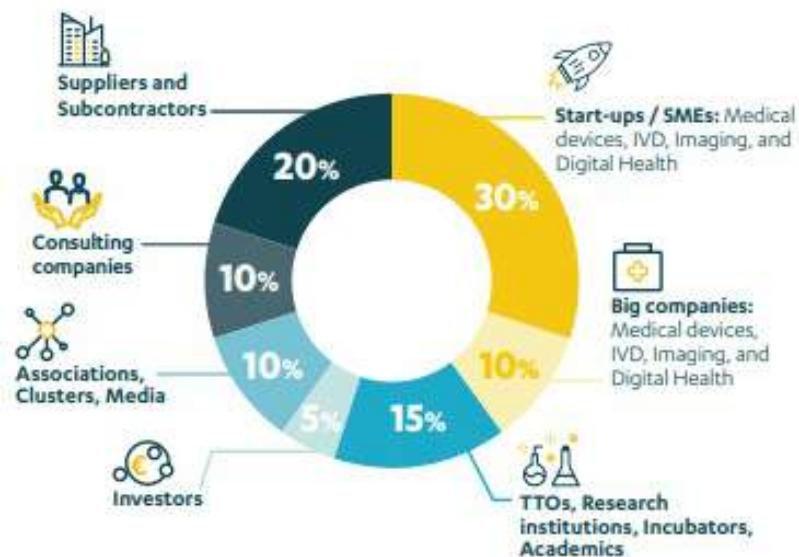 Suppliers and
Subcontractors
20%
Start-ups / SMEs: Medical
devices, IVD, Imaging, and
Digital Health
30%
Consulting
companies
10%
Big companies:
Medical devices,
IVD, Imaging, and
Digital Health
10%
Associations,
Clusters, Media
10%
Investors
5%
15%
TTOs, Research
institutions, Incubators,
Academics